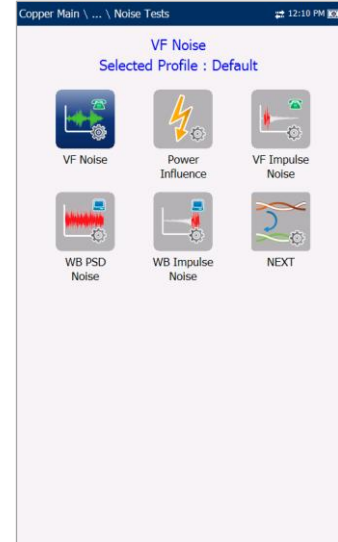 Copper Main \ ... \ Noise Tests 12:10 PM
VF Noise
Selected Profile : Default
VF Noise
Power
Influence
VF Impulse
Noise
WB PSD
Noise
WB Impulse
Noise
NEXT